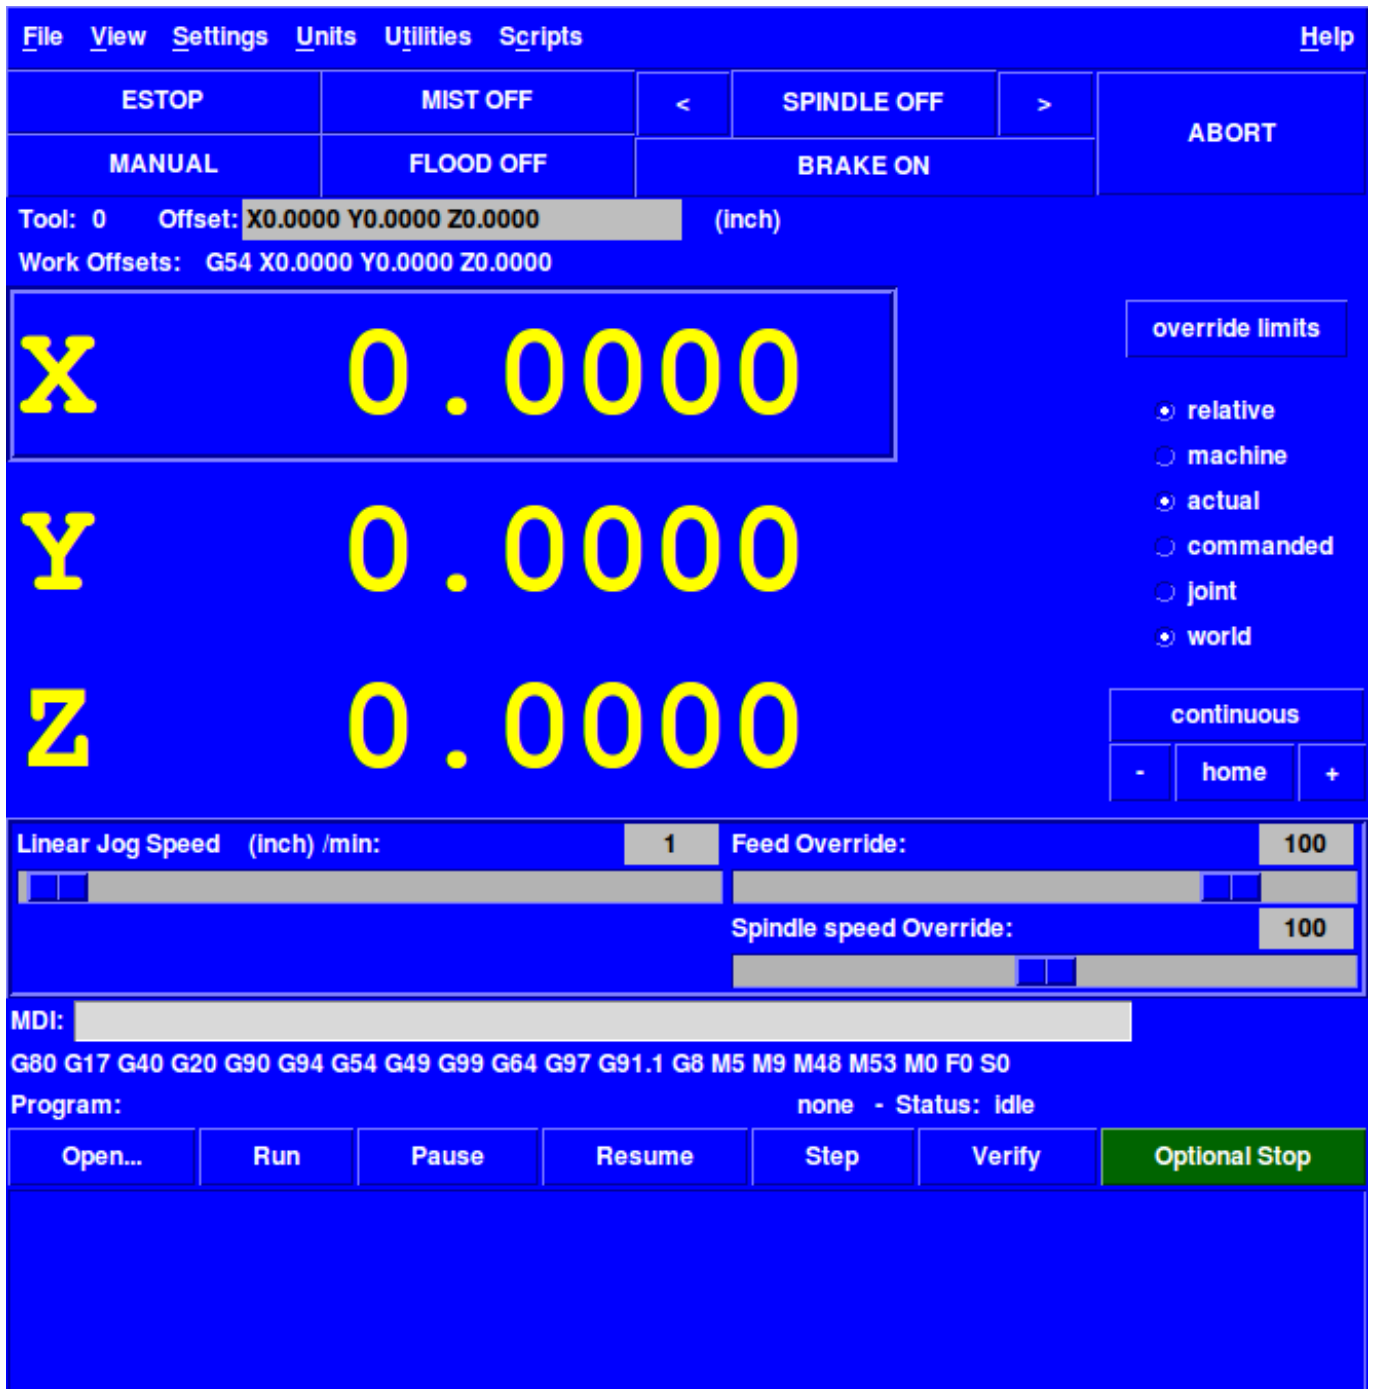 File View Settings Units Utilities Scripts Help
ESTOP MIST OFF < SPINDLE OFF > ABORT
MANUAL FLOOD OFF BRAKE ON
Tool: 0 Offset: X0.0000 Y0.0000 Z0.0000 (inch)
Work Offsets: G54 X0.0000 Y0.0000 Z0.0000
X 0.0000
override limits
relative
machine
Y 0.0000
actual
commanded
joint
world
Z 0.0000
continuous
- home +
Linear Jog Speed (inch) /min: 1 Feed Override: 100
Spindle speed Override: 100
MDI:
G80 G17 G40 G20 G90 G94 G54 G49 G99 G64 G97 G91.1 G8 M5 M9 M48 M53 M0 F0 S0
Program: none - Status: idle
Open... Run Pause Resume Step Verify Optional Stop